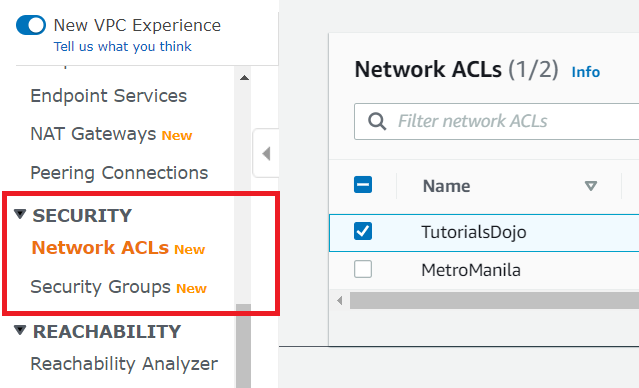 New VPC Experience
Tell us what you think
Endpoint Services
NAT Gateways New
Peering Connections
SECURITY
Network ACLs New
Security Groups New
REACHABILITY
Reachability Analyzer
Network ACLs (1/2) Info
Filter network ACLs
Name
TutorialsDojo
MetroManila